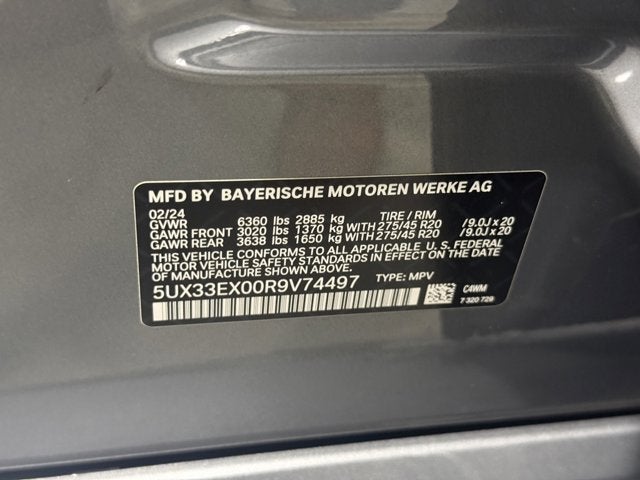 MFD BY BAYERISCHE MOTOREN WERKE AG
02/24
GVWR 6360 lbs 2885 kg TIRE / RIM
GAWR FRONT 3020 lbs 1370 kg WITH 275/45 R20 / 9.0J x 20
GAWR REAR 3638 lbs 1650 kg WITH 275/45 R20 / 9.0J x 20
THIS VEHICLE CONFORMS TO ALL APPLICABLE U. S. FEDERAL
MOTOR VEHICLE SAFETY STANDARDS IN EFFECT ON THE
DATE OF MANUFACTURE SHOWN ABOVE.
5UX33EX00R9V74497 TYPE: MPV
C4WM
7 320 729